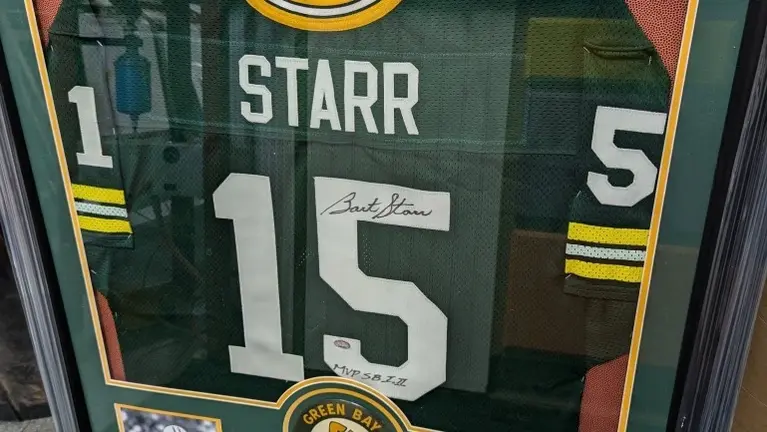 STARR
1
5
15
Bart Starr
MVP SB I, II
GREEN BAY